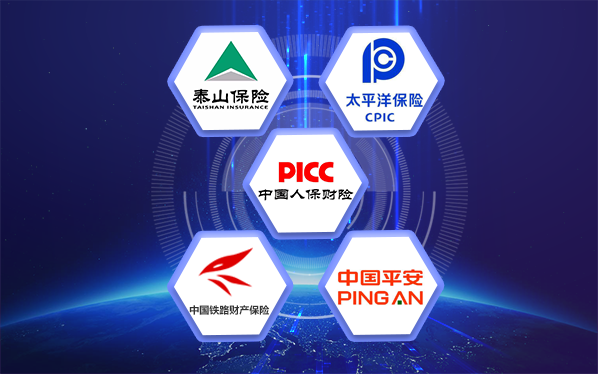 泰山保险
TAISHAN INSURANCE
太平洋保险
CPIC
PICC
中国人保财险
中国铁路财产保险
中国平安
PING AN